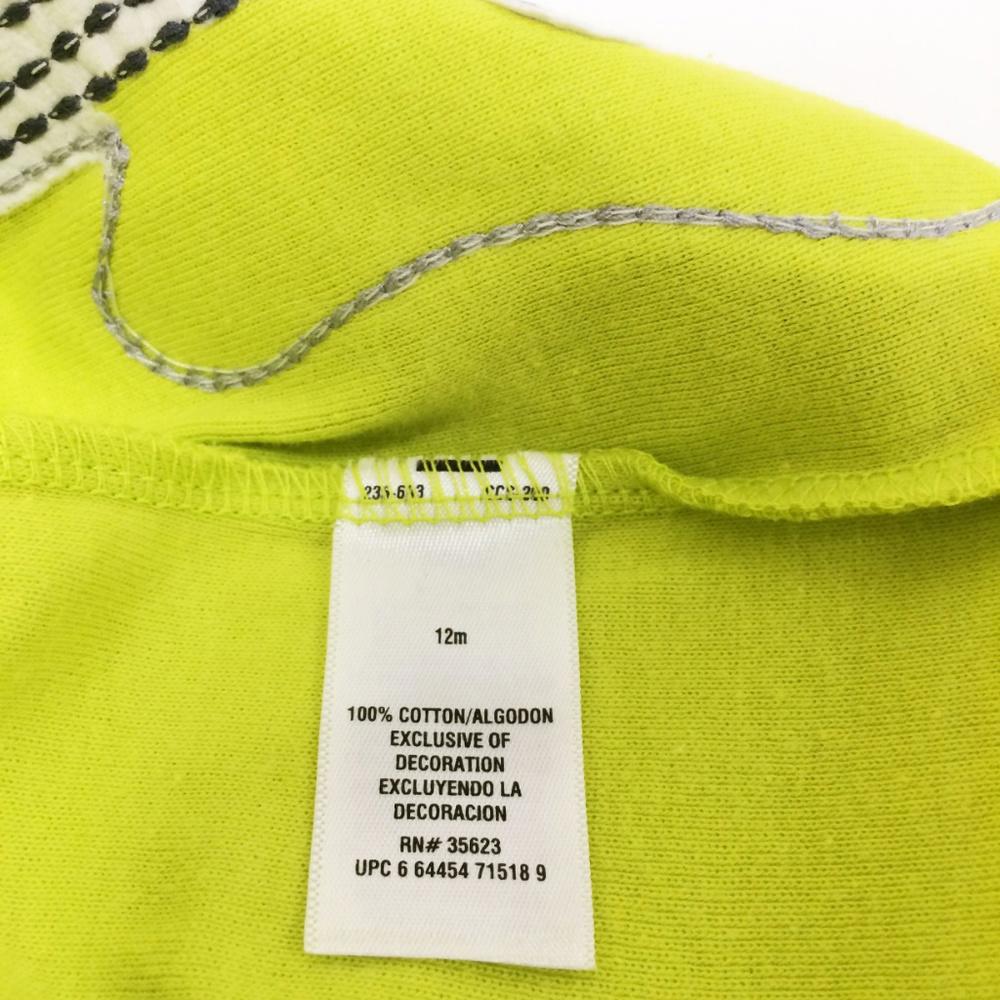 12m
100% COTTON/ALGODON
EXCLUSIVE OF
DECORATION
EXCLUYENDO LA
DECORACION
RN# 35623
UPC 6 64454 71518 9